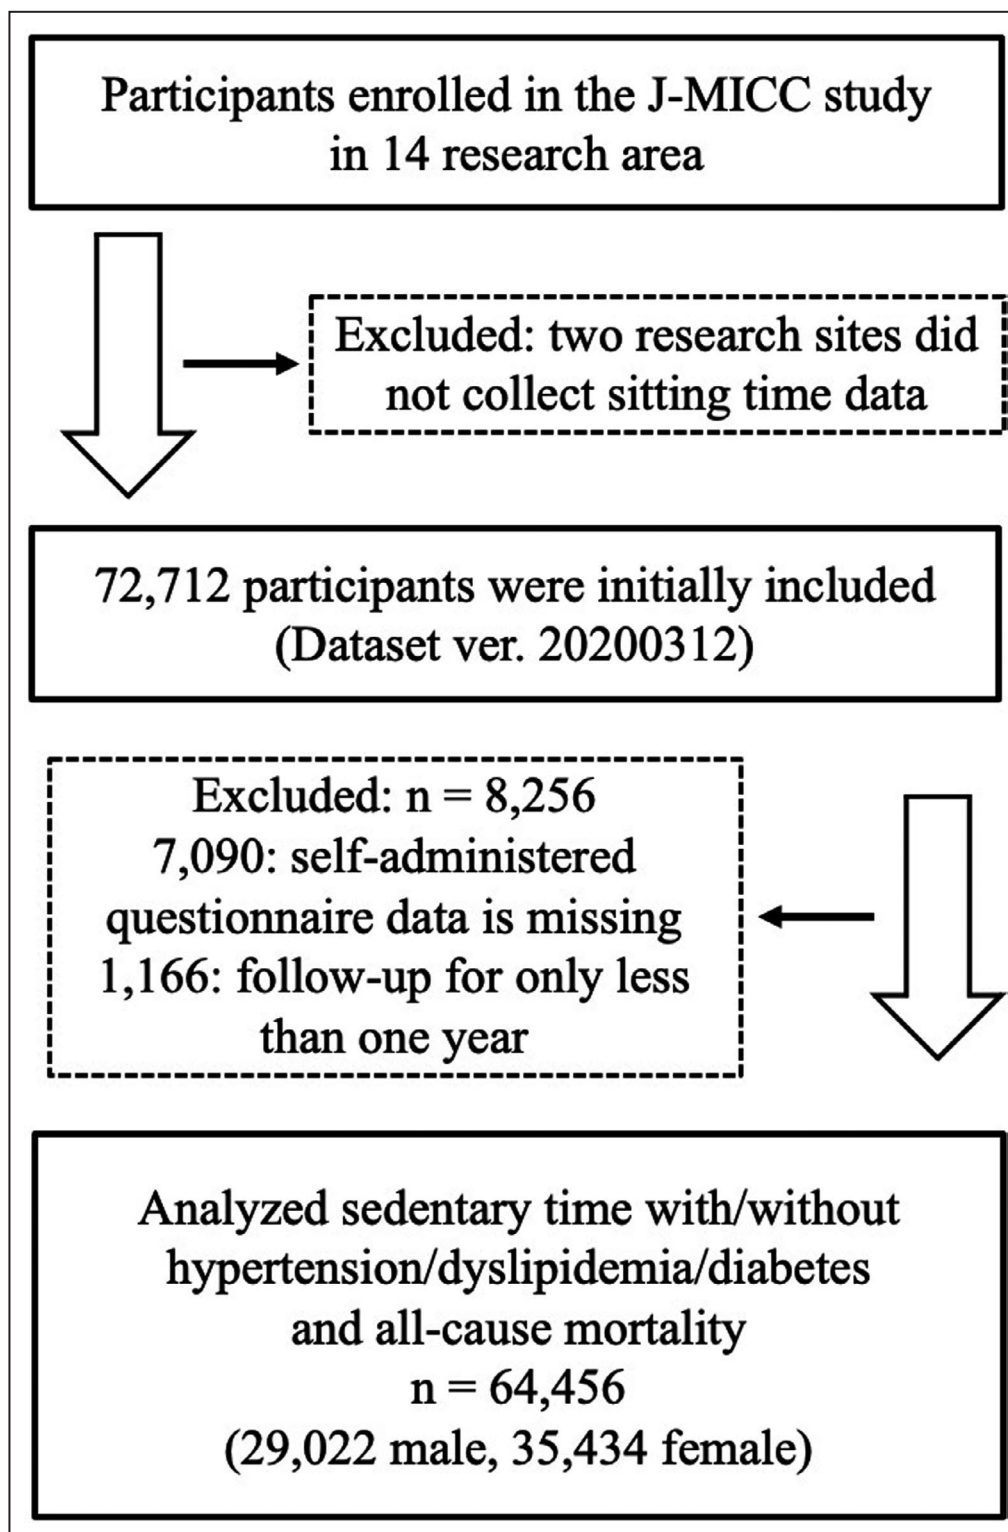 Participants enrolled in the J-MICC study
in 14 research area
Excluded: two research sites did
not collect sitting time data
72,712 participants were initially included
(Dataset ver. 20200312)
Excluded: n = 8,256
7,090: self-administered
questionnaire data is missing
1,166: follow-up for only less
than one year
Analyzed sedentary time with/without
hypertension/dyslipidemia/diabetes
and all-cause mortality
n = 64,456
(29,022 male, 35,434 female)